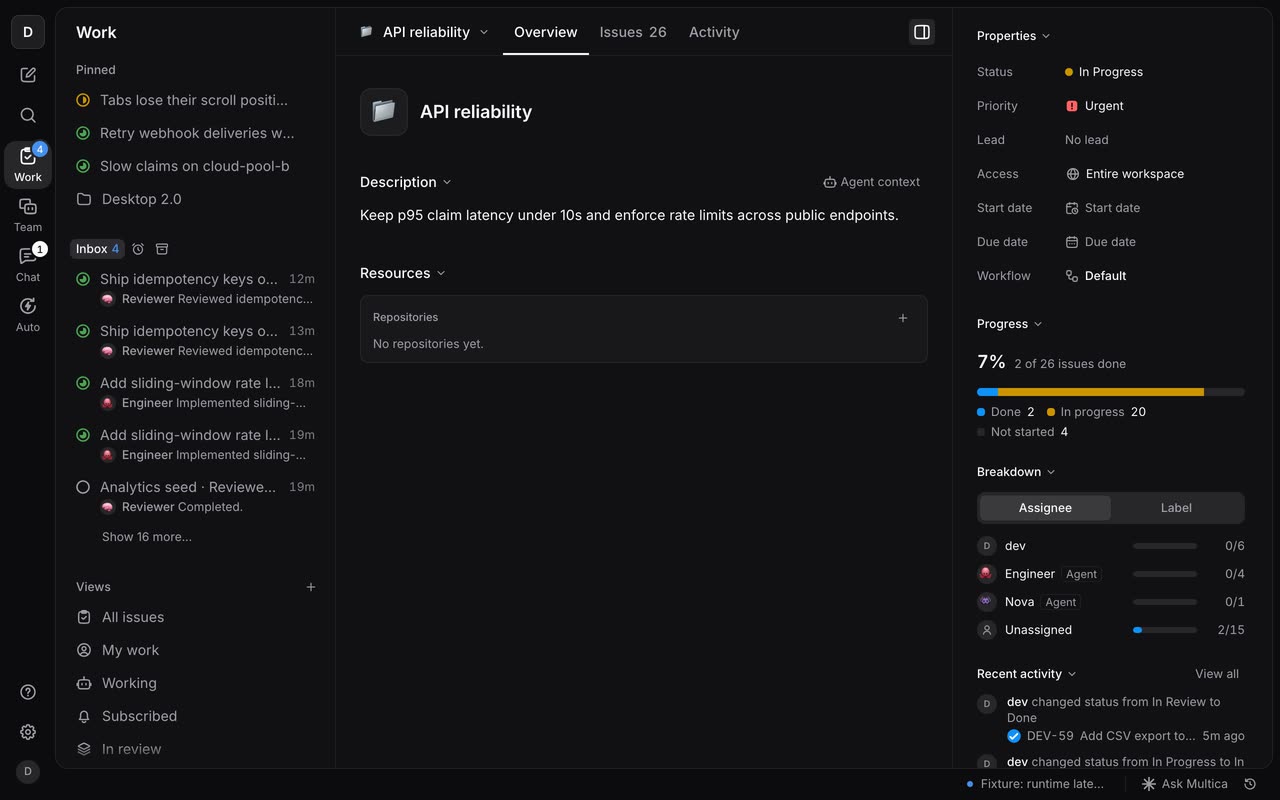 D
Work
4
Team
1
Chat
Auto
D
Work
Pinned
Tabs lose their scroll positi...
Retry webhook deliveries w...
Slow claims on cloud-pool-b
Desktop 2.0
Inbox 4
Ship idempotency keys o... 12m
Reviewer Reviewed idempotenc...
Ship idempotency keys o... 13m
Reviewer Reviewed idempotenc...
Add sliding-window rate l... 18m
Engineer Implemented sliding-...
Add sliding-window rate l... 19m
Engineer Implemented sliding-...
Analytics seed · Reviewe... 19m
Reviewer Completed.
Show 16 more...
Views
All issues
My work
Working
Subscribed
In review
API reliability Overview Issues 26 Activity
API reliability
Description Agent context
Keep p95 claim latency under 10s and enforce rate limits across public endpoints.
Resources
Repositories
No repositories yet.
Properties
Status In Progress
Priority Urgent
Lead No lead
Access Entire workspace
Start date Start date
Due date Due date
Workflow Default
Progress
7% 2 of 26 issues done
Done 2 In progress 20
Not started 4
Breakdown
Assignee Label
D dev 0/6
Engineer Agent 0/4
Nova Agent 0/1
Unassigned 2/15
Recent activity View all
D dev changed status from In Review to
Done
DEV-59 Add CSV export to... 5m ago
D dev changed status from In Progress to In
Fixture: runtime late... Ask Multica